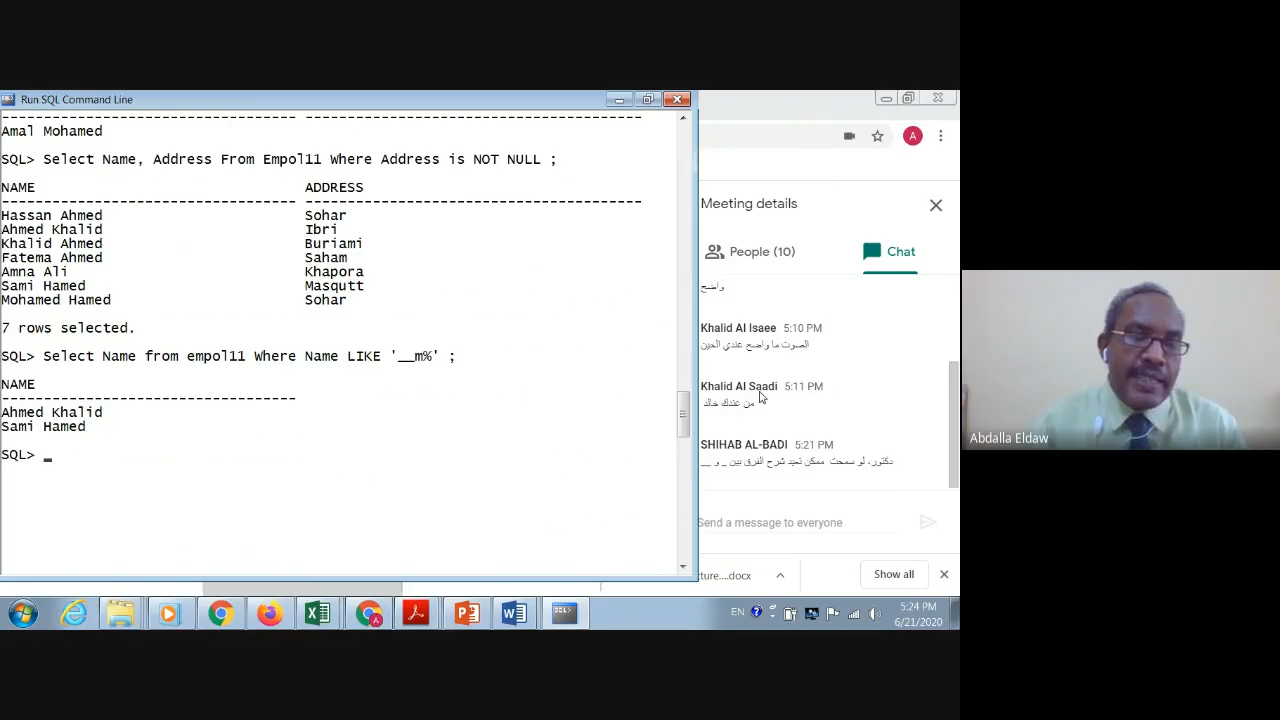 Run SQL Command Line
Amal Mohamed
SQL> Select Name, Address From Empol11 Where Address is NOT NULL ;
NAME ADDRESS
Hassan Ahmed Sohar
Ahmed Khalid Ibri
Khalid Ahmed Buriami
Fatema Ahmed Saham
Amna Ali Khapora
Sami Hamed Masqutt
Mohamed Hamed Sohar
7 rows selected.
SQL> Select Name from empol11 Where Name LIKE '__m%' ;
NAME
Ahmed Khalid
Sami Hamed
SQL> _
A
Meeting details
People (10) Chat
واضح
Khalid Al Isaee 5:10 PM
الصوت ما واضح عندي الحين
Khalid Al Saadi 5:11 PM
من عندك خالد
SHIHAB AL-BADI 5:21 PM
دكتور. لو سمحت ممكن تعيد شرح الفرق بين _ و __
Send a message to everyone
ture....docx Show all
EN 5:24 PM
6/21/2020
Abdalla Eldaw